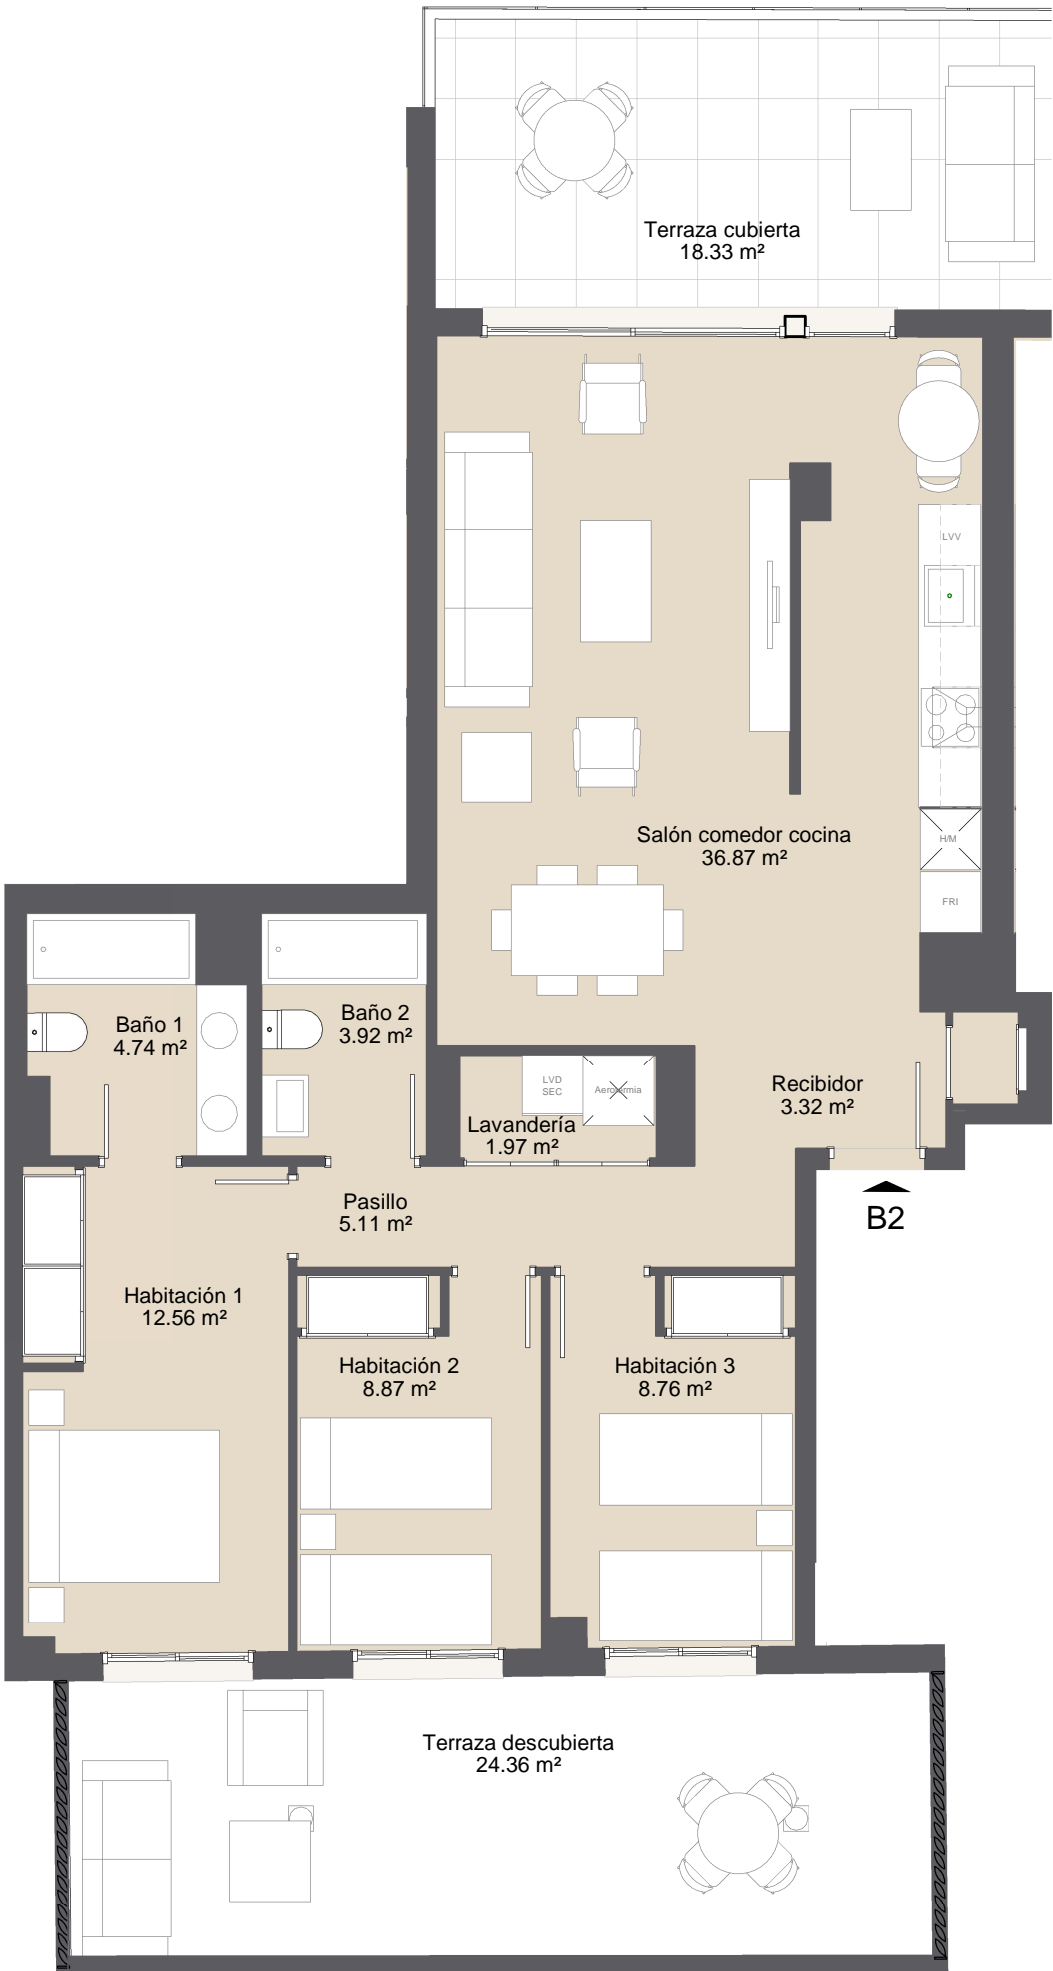 Terraza cubierta
18.33 m²
LVV
Salón comedor cocina
36.87 m²
H/M
FRI
Baño 1
4.74 m²
Baño 2
3.92 m²
LVD
SEC
Aerotermia
Lavandería
1.97 m²
Recibidor
3.32 m²
Pasillo
5.11 m²
B2
Habitación 1
12.56 m²
Habitación 2
8.87 m²
Habitación 3
8.76 m²
Terraza descubierta
24.36 m²